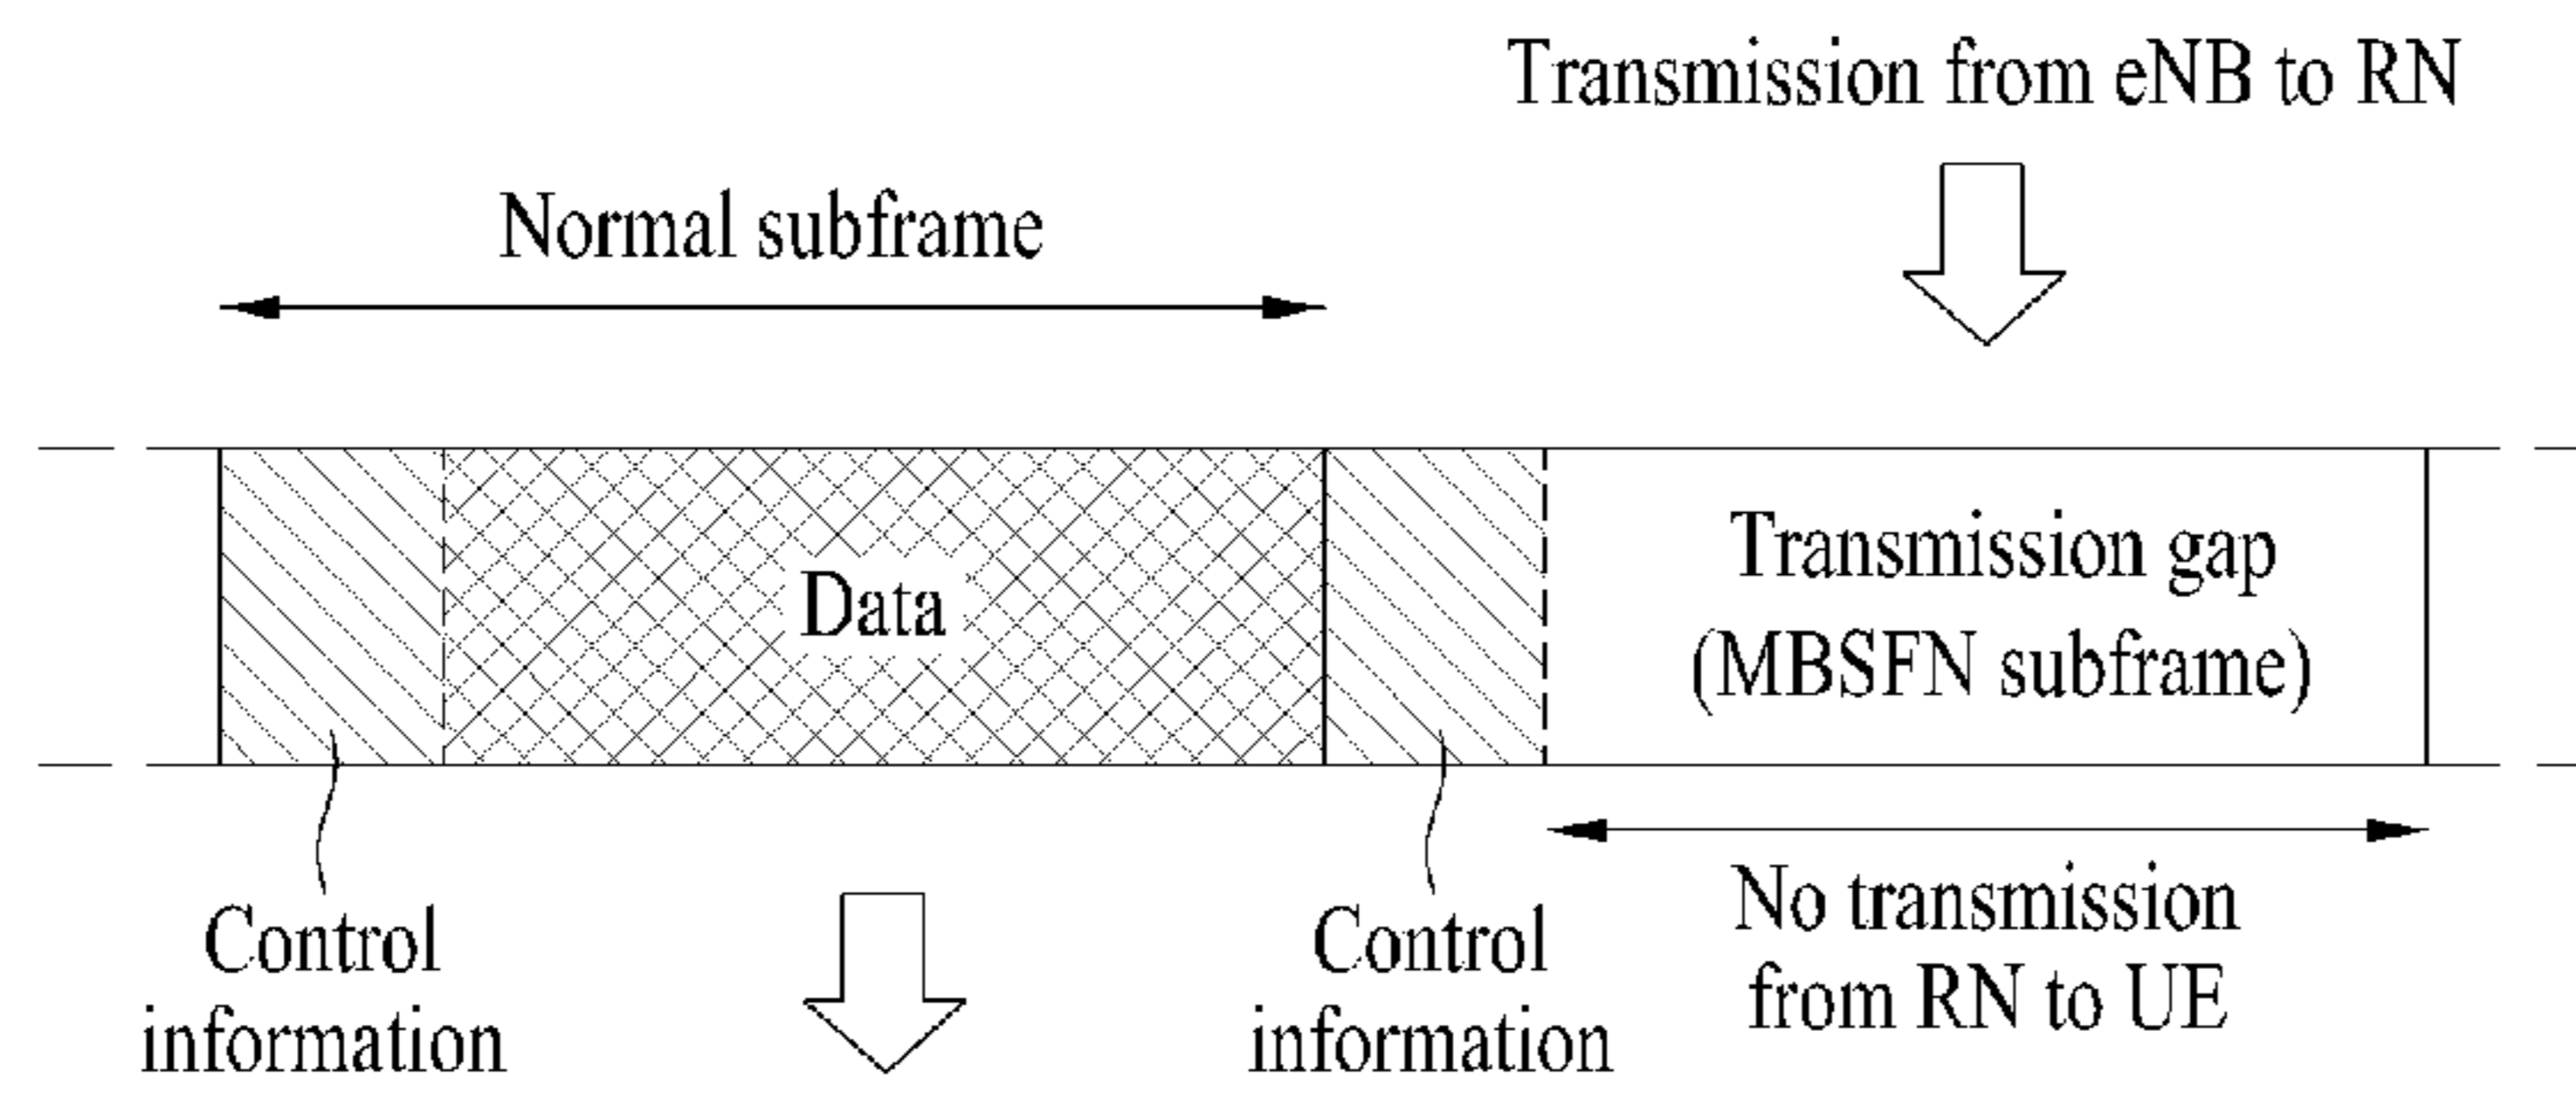 Transmission from eNB to RN
Normal subframe
Data
Transmission gap
(MBSFN subframe)
Control
information
Control
information
No transmission
from RN to UE